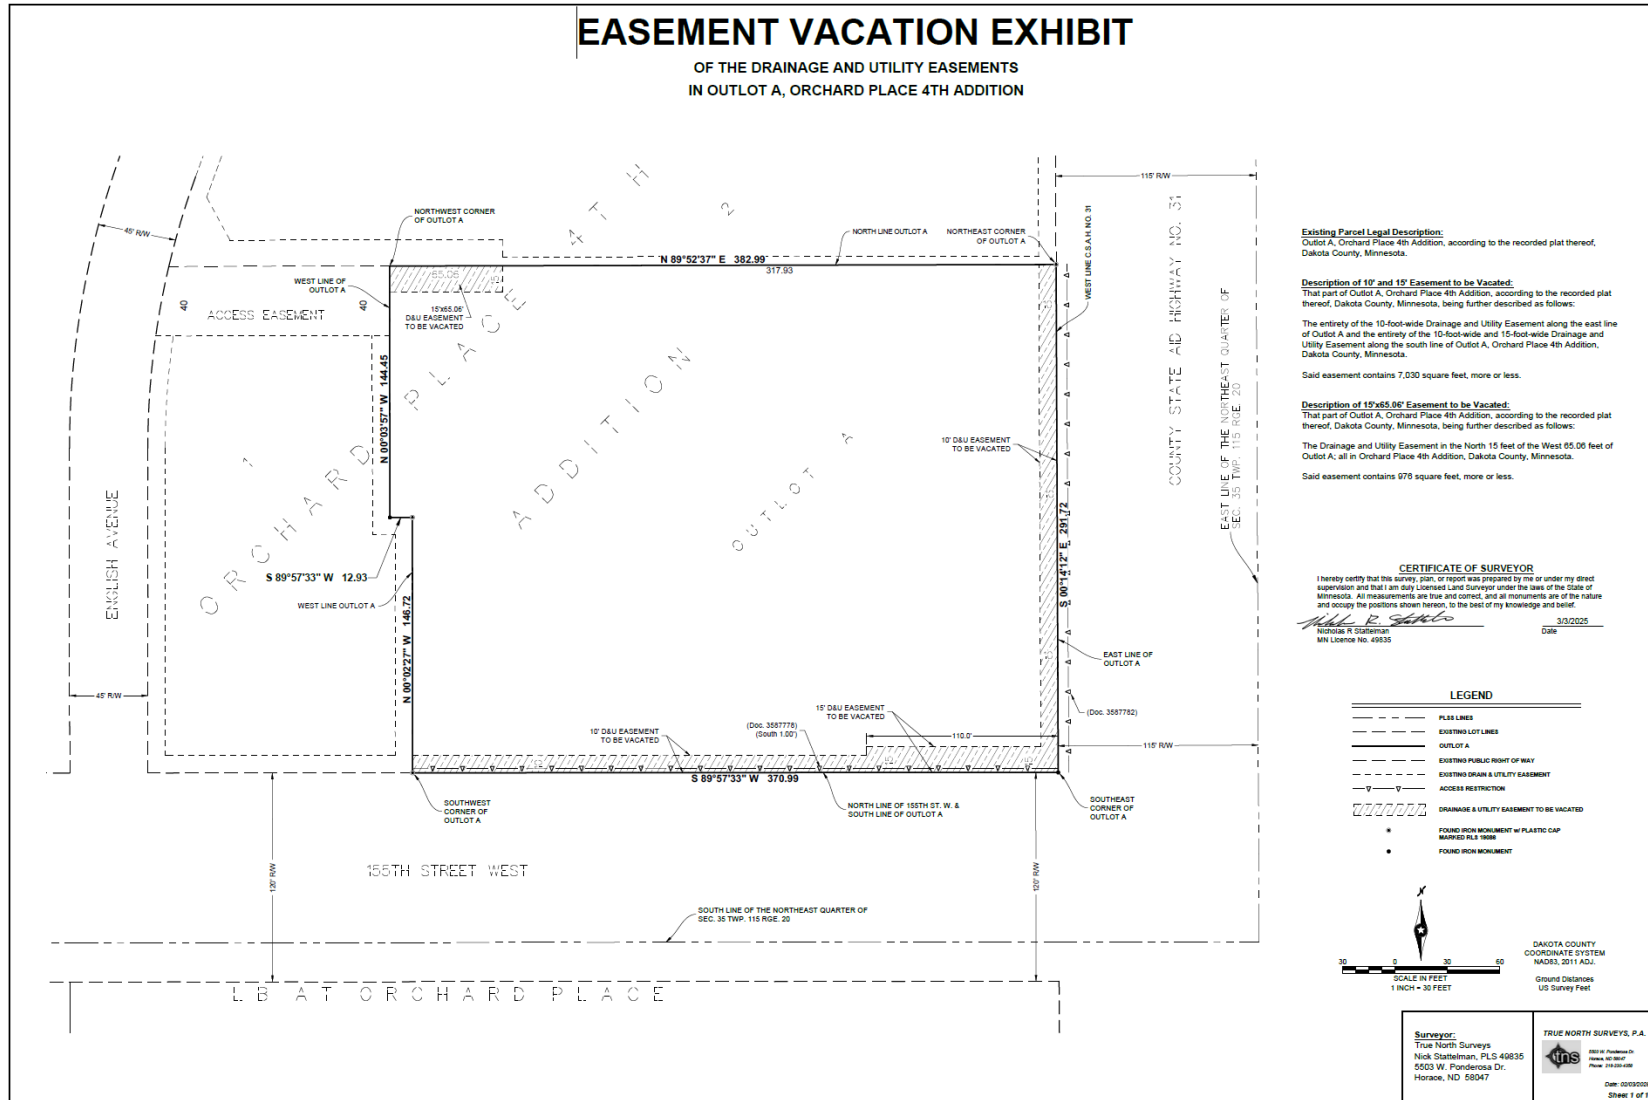 EASEMENT VACATION EXHIBIT
OF THE DRAINAGE AND UTILITY EASEMENTS
IN OUTLOT A, ORCHARD PLACE 4TH ADDITION
45' R/W
NORTHWEST CORNER
OF OUTLOT A
NORTH LINE OUTLOT A
NORTHEAST CORNER
OF OUTLOT A
115' R/W
N 89°52'37" E 382.99
317.93
WEST LINE OF
OUTLOT A
65.06
15
15'x65.06'
D&U EASEMENT
TO BE VACATED
40
ACCESS EASEMENT
40
N 00°03'57" W 144.45
ORCHARD PLACE 4TH
ADDITION
1
2
OUTLOT A
WEST LINE C.S.A.H. NO. 31
COUNTY STATE AID HIGHWAY NO. 31
EAST LINE OF THE NORTHEAST QUARTER OF
SEC. 35 TWP. 115 RGE. 20
10' D&U EASEMENT
TO BE VACATED
S 00°14'12" E 291.72
ENGLISH AVENUE
S 89°57'33" W 12.93
WEST LINE OUTLOT A
N 00°02'27" W 146.72
EAST LINE OF
OUTLOT A
45' R/W
10' D&U EASEMENT
TO BE VACATED
(Doc. 3587778)
(South 1.00')
15' D&U EASEMENT
TO BE VACATED
110.0'
(Doc. 3587782)
115' R/W
S 89°57'33" W 370.99
SOUTHWEST
CORNER OF
OUTLOT A
NORTH LINE OF 155TH ST. W. &
SOUTH LINE OF OUTLOT A
SOUTHEAST
CORNER OF
OUTLOT A
120' R/W
155TH STREET WEST
120' R/W
SOUTH LINE OF THE NORTHEAST QUARTER OF
SEC. 35 TWP. 115 RGE. 20
LB AT ORCHARD PLACE
Existing Parcel Legal Description:
Outlot A, Orchard Place 4th Addition, according to the recorded plat thereof,
Dakota County, Minnesota.
Description of 10' and 15' Easement to be Vacated:
That part of Outlot A, Orchard Place 4th Addition, according to the recorded plat
thereof, Dakota County, Minnesota, being further described as follows:
The entirety of the 10-foot-wide Drainage and Utility Easement along the east line
of Outlot A and the entirety of the 10-foot-wide and 15-foot-wide Drainage and
Utility Easement along the south line of Outlot A, Orchard Place 4th Addition,
Dakota County, Minnesota.
Said easement contains 7,030 square feet, more or less.
Description of 15'x65.06' Easement to be Vacated:
That part of Outlot A, Orchard Place 4th Addition, according to the recorded plat
thereof, Dakota County, Minnesota, being further described as follows:
The Drainage and Utility Easement in the North 15 feet of the West 65.06 feet of
Outlot A; all in Orchard Place 4th Addition, Dakota County, Minnesota.
Said easement contains 976 square feet, more or less.
CERTIFICATE OF SURVEYOR
I hereby certify that this survey, plan, or report was prepared by me or under my direct
supervision and that I am duly Licensed Land Surveyor under the laws of the State of
Minnesota. All measurements are true and correct, and all monuments are of the nature
and occupy the positions shown hereon, to the best of my knowledge and belief.
3/3/2025
Nicholas R Stattelman
Date
MN Licence No. 49835
LEGEND
PLSS LINES
EXISTING LOT LINES
OUTLOT A
EXISTING PUBLIC RIGHT OF WAY
EXISTING DRAIN & UTILITY EASEMENT
ACCESS RESTRICTION
DRAINAGE & UTILITY EASEMENT TO BE VACATED
FOUND IRON MONUMENT w/ PLASTIC CAP
MARKED RLS 19086
FOUND IRON MONUMENT
N
30 0 30 60
SCALE IN FEET
1 INCH = 30 FEET
DAKOTA COUNTY
COORDINATE SYSTEM
NAD83, 2011 ADJ.
Ground Distances
US Survey Feet
Surveyor:
True North Surveys
Nick Stattelman, PLS 49835
5503 W. Ponderosa Dr.
Horace, ND 58047
TRUE NORTH SURVEYS, P.A.
tns
5503 W. Ponderosa Dr.
Horace, ND 58047
Sheet 1 of 1